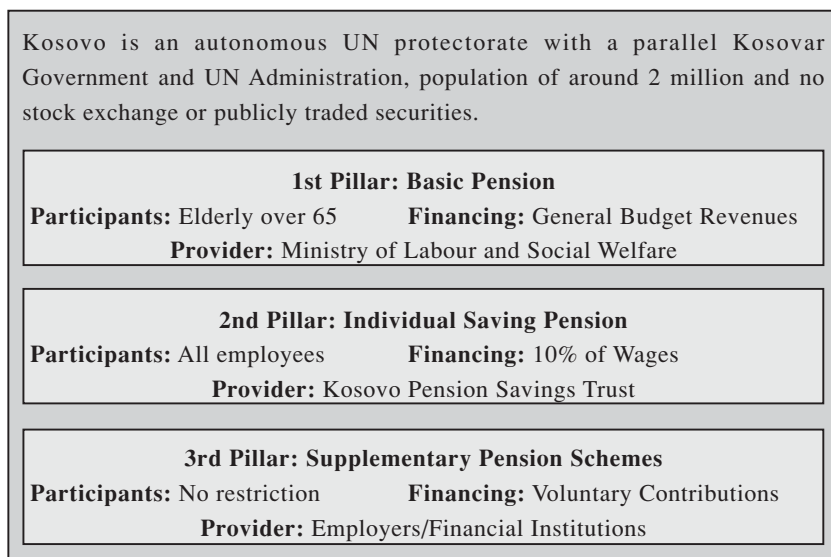 Kosovo is an autonomous UN protectorate with a parallel Kosovar
Government and UN Administration, population of around 2 million and no
stock exchange or publicly traded securities.
1st Pillar: Basic Pension
Participants: Elderly over 65 Financing: General Budget Revenues
Provider: Ministry of Labour and Social Welfare
2nd Pillar: Individual Saving Pension
Participants: All employees Financing: 10% of Wages
Provider: Kosovo Pension Savings Trust
3rd Pillar: Supplementary Pension Schemes
Participants: No restriction Financing: Voluntary Contributions
Provider: Employers/Financial Institutions